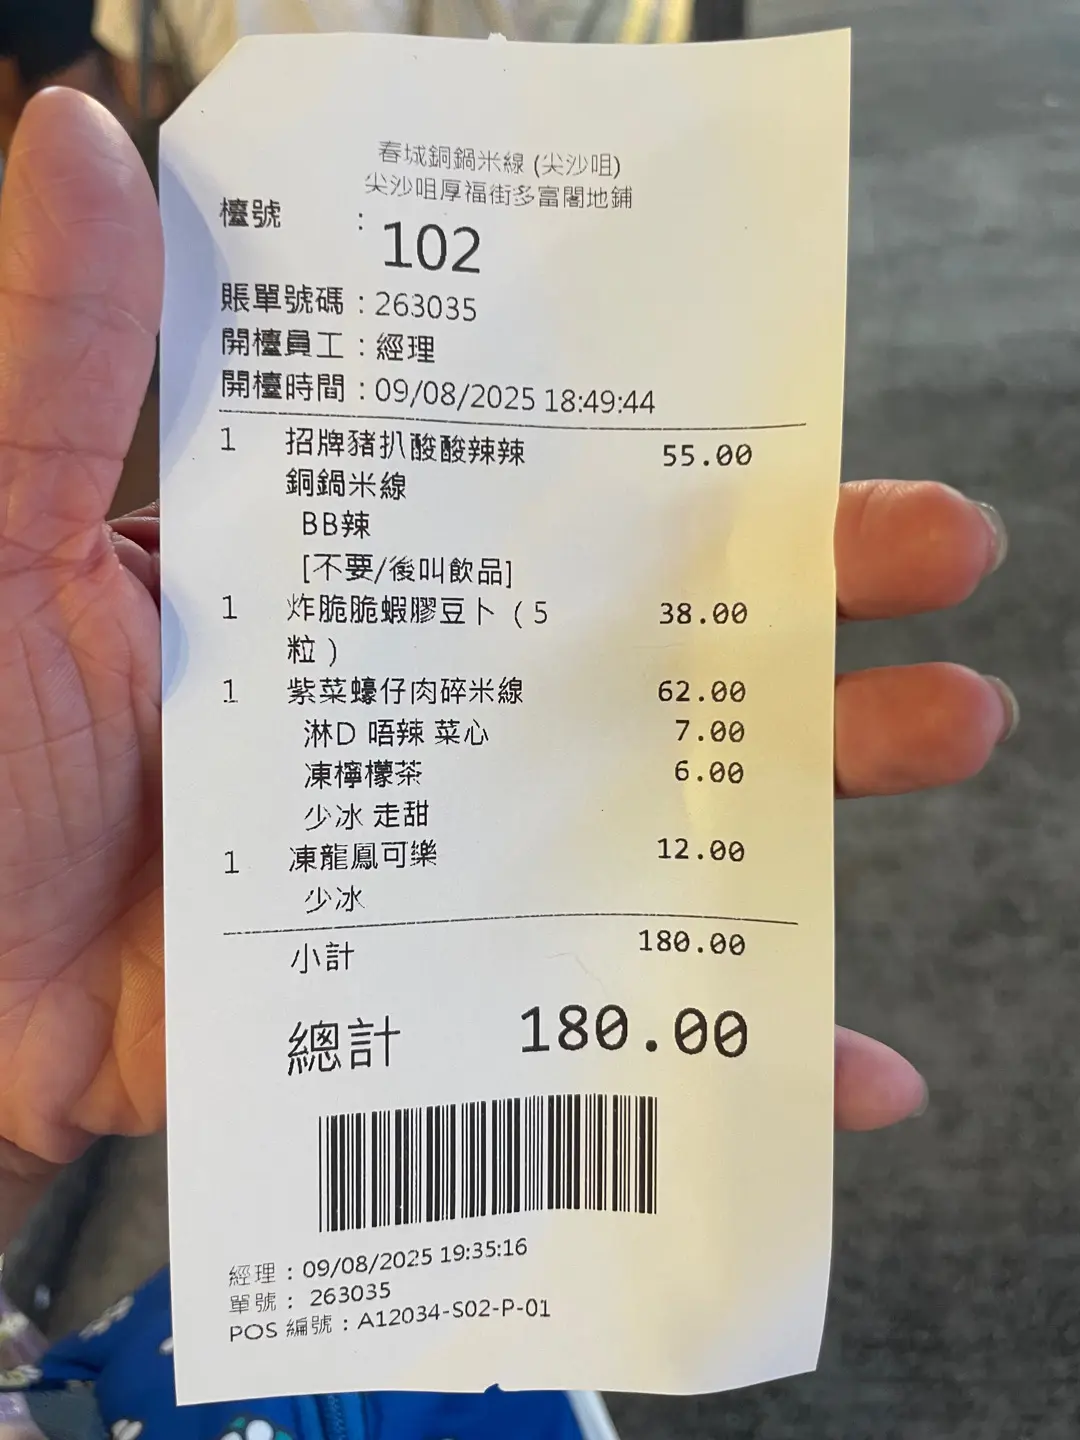 春城銅鍋米線 (尖沙咀)
尖沙咀厚福街多富閣地鋪
檯號 : 102
賬單號碼 : 263035
開檯員工 : 經理
開檯時間 : 09/08/2025 18:49:44
1 招牌豬扒酸酸辣辣 55.00
銅鍋米線
BB辣
[不要/後叫飲品]
1 炸脆脆蝦膠豆卜 ( 5 38.00
粒 )
1 紫菜蠔仔肉碎米線 62.00
淋D 唔辣 菜心 7.00
凍檸檬茶 6.00
少冰 走甜
1 凍龍鳳可樂 12.00
少冰
小計 180.00
總計 180.00
經理 : 09/08/2025 19:35:16
單號 : 263035
POS 編號 : A12034-S02-P-01